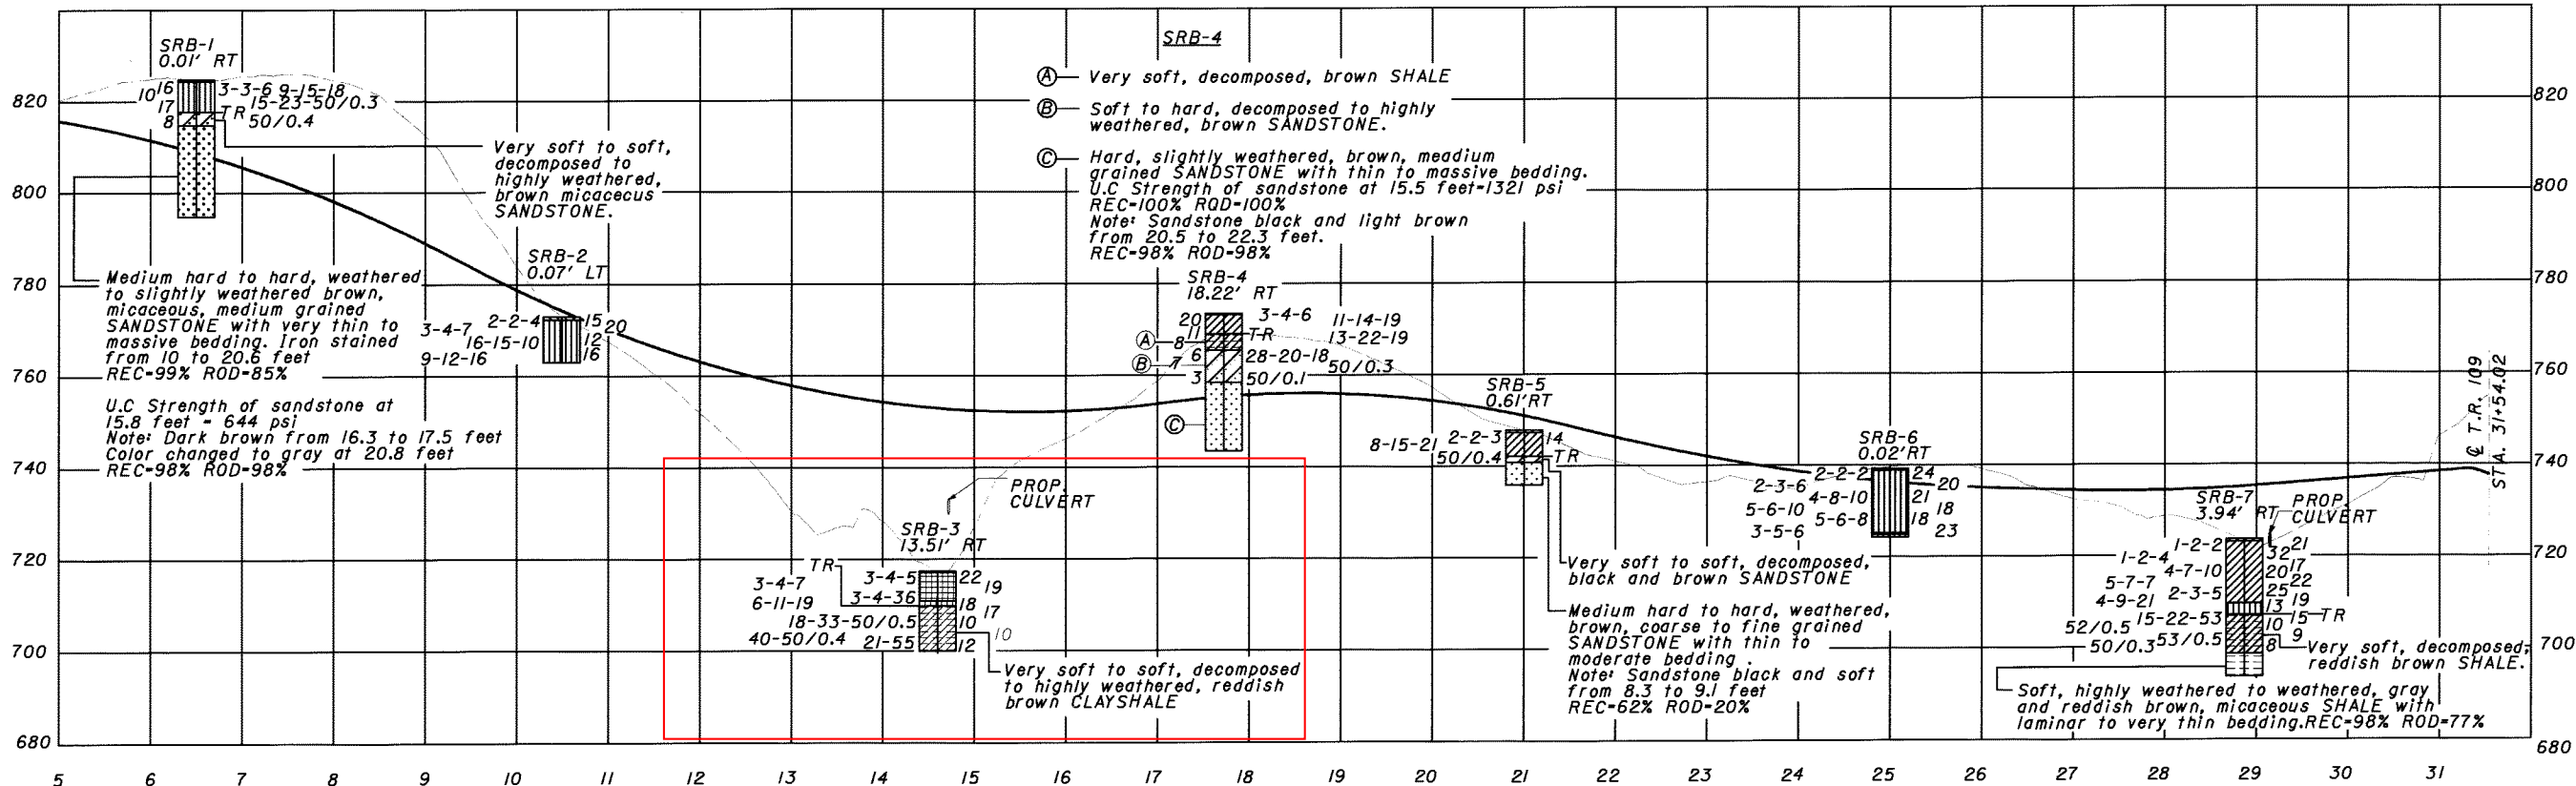 SRB-1
0.01' RT
16 3-3-6 9-15-18
10
17 TR 15-23-50/0.3
8 50/0.4
820
800
780
760
740
720
700
680
Very soft to soft,
decomposed to
highly weathered,
brown micacecus
SANDSTONE.
Medium hard to hard, weathered
to slightly weathered brown,
micaceous, medium grained
SANDSTONE with very thin to
massive bedding. Iron stained
from 10 to 20.6 feet
REC=99% RQD=85%
U.C Strength of sandstone at
15.8 feet = 644 psi
Note: Dark brown from 16.3 to 17.5 feet
Color changed to gray at 20.8 feet
REC=98% RQD=98%
SRB-2
0.07' LT
2-2-4 15
3-4-7 20
16-15-10 12
9-12-16 16
SRB-4
A Very soft, decomposed, brown SHALE
B Soft to hard, decomposed to highly
weathered, brown SANDSTONE.
C Hard, slightly weathered, brown, meadium
grained SANDSTONE with thin to massive bedding.
U.C Strength of sandstone at 15.5 feet=1321 psi
REC=100% RQD=100%
Note: Sandstone black and light brown
from 20.5 to 22.3 feet.
REC=98% RQD=98%
SRB-4
18.22' RT
20 3-4-6 11-14-19
11 TR 13-22-19
A 8
6 28-20-18
B 7 50/0.3
3 50/0.1
C
PROP.
CULVERT
SRB-3
13.51' RT
TR
3-4-5 22
3-4-7 19
3-4-36 18
6-11-19 17
18-33-50/0.5 10
40-50/0.4 10
21-55 12
Very soft to soft, decomposed
to highly weathered, reddish
brown CLAYSHALE
SRB-5
0.61'RT
8-15-21 2-2-3 14
50/0.4 TR
Very soft to soft, decomposed,
black and brown SANDSTONE
Medium hard to hard, weathered,
brown, coarse to fine grained
SANDSTONE with thin to
moderate bedding .
Note: Sandstone black and soft
from 8.3 to 9.1 feet
REC=62% RQD=20%
SRB-6
0.02'RT
2-2-2 24
2-3-6 20
4-8-10 21
5-6-10 18
5-6-8 18
3-5-6 23
SRB-7
3.94' RT
PROP.
CULVERT
1-2-2 21
1-2-4 32
4-7-10 20 17
5-7-7 22
2-3-5 25
4-9-21 13 19
15-22-53 15 TR
52/0.5 10
53/0.5 9
50/0.3 8
Very soft, decomposed,
reddish brown SHALE.
Soft, highly weathered to weathered, gray
and reddish brown, micaceous SHALE with
laminar to very thin bedding.REC=98% RQD=77%
℄ T.R. 109
STA. 31+54.02
820
800
780
760
740
720
700
680
5 6 7 8 9 10 11 12 13 14 15 16 17 18 19 20 21 22 23 24 25 26 27 28 29 30 31